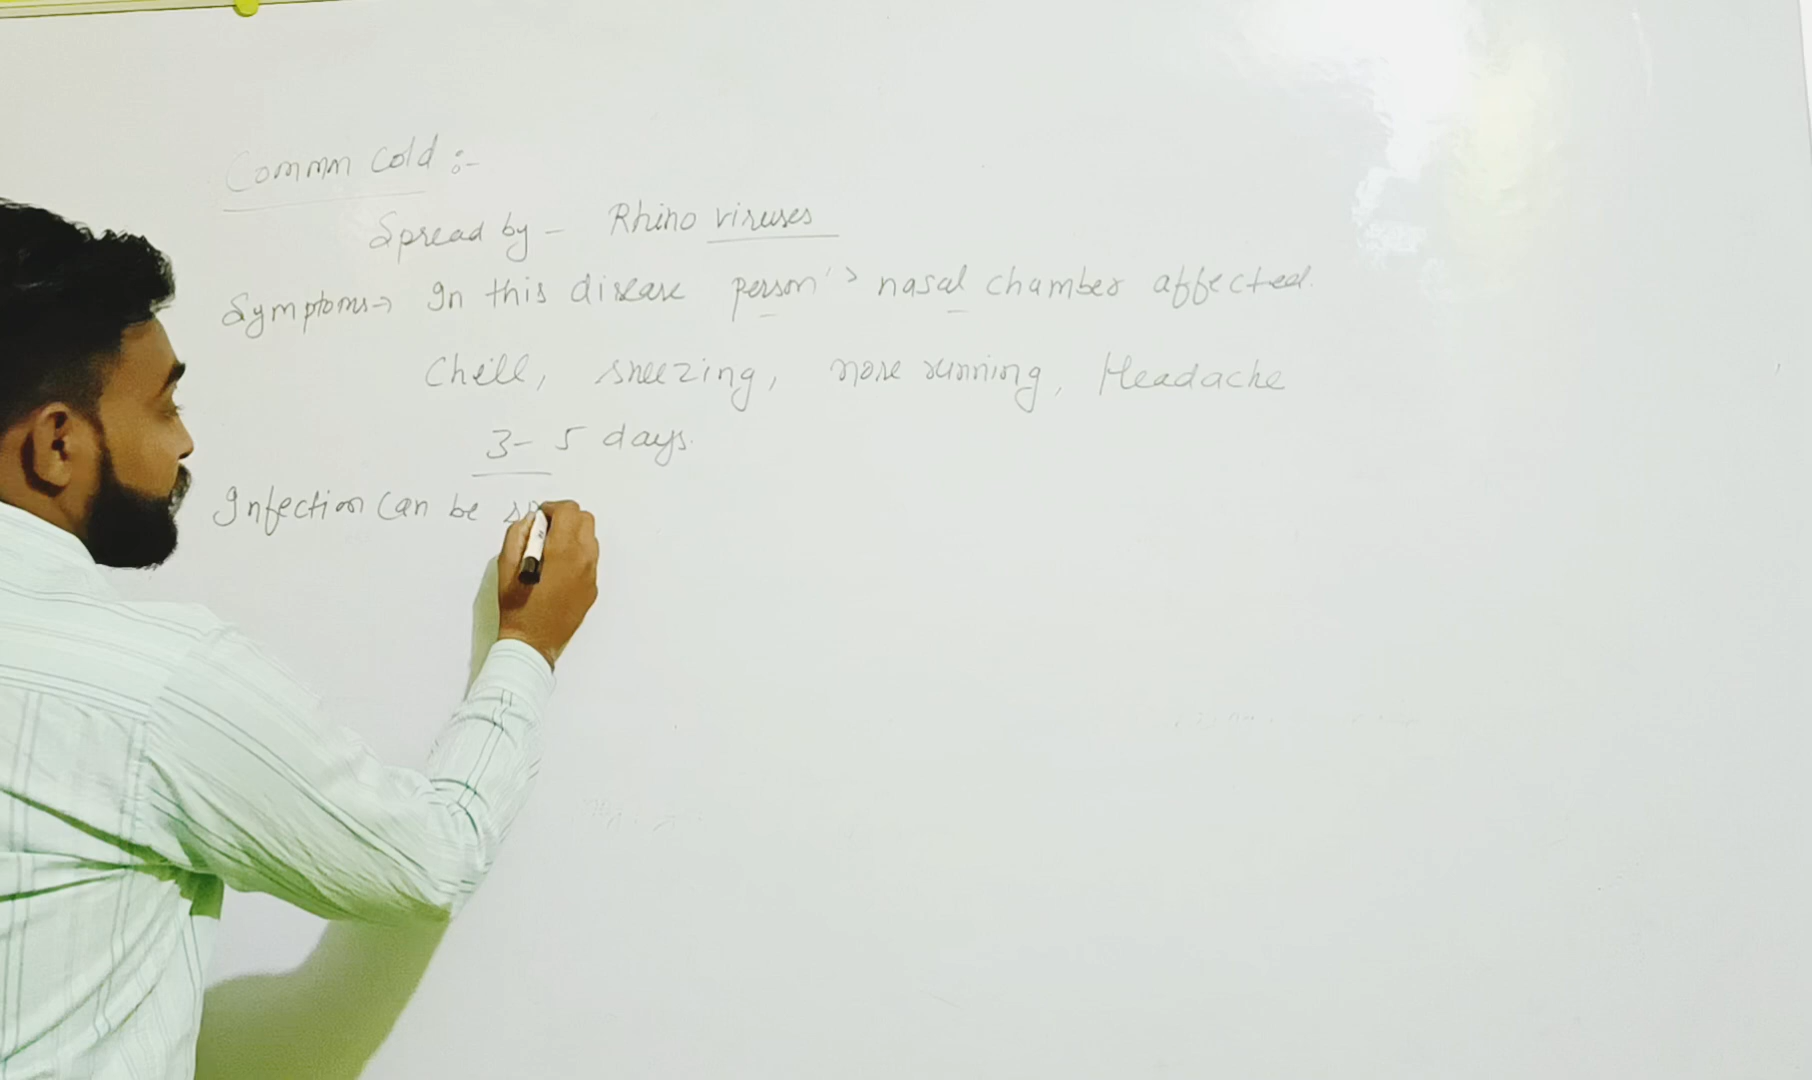 Common Cold :-
Spread by - Rhino viruses
Symptoms → In this disease person's nasal chamber affected.
Chill, sneezing, nose running, Headache
3-5 days.
Infection can be sp